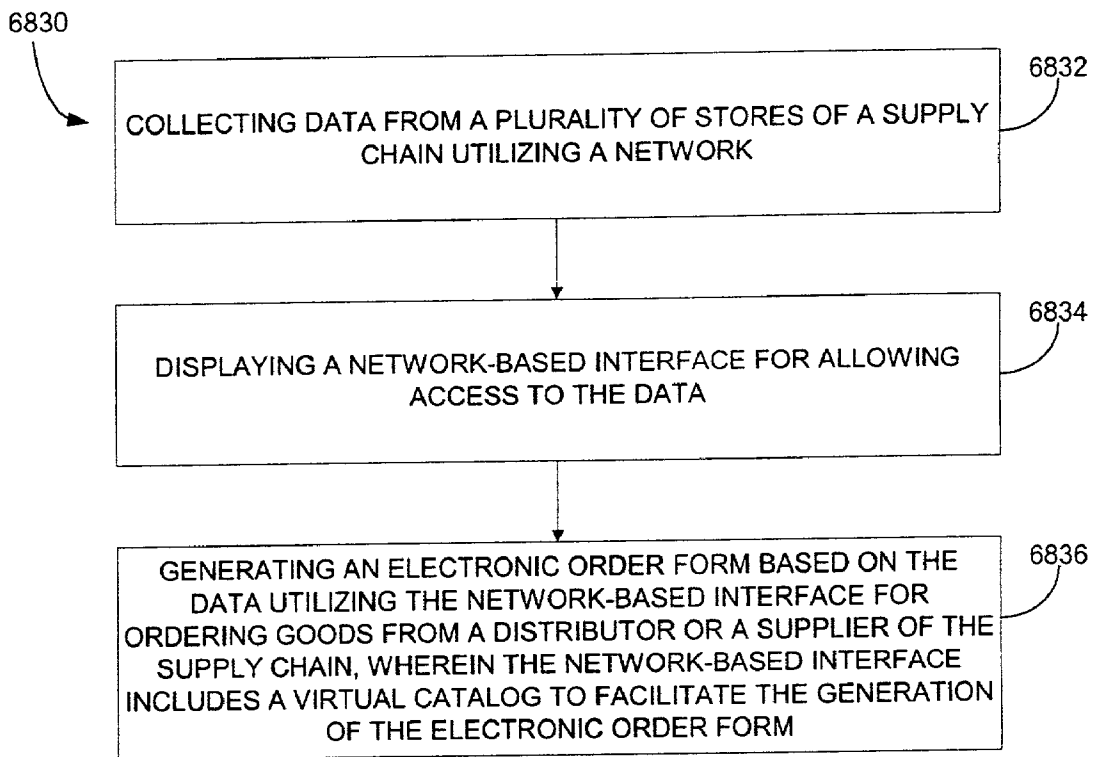 6830
6832
COLLECTING DATA FROM A PLURALITY OF STORES OF A SUPPLY
CHAIN UTILIZING A NETWORK
6834
DISPLAYING A NETWORK-BASED INTERFACE FOR ALLOWING
ACCESS TO THE DATA
6836
GENERATING AN ELECTRONIC ORDER FORM BASED ON THE
DATA UTILIZING THE NETWORK-BASED INTERFACE FOR
ORDERING GOODS FROM A DISTRIBUTOR OR A SUPPLIER OF THE
SUPPLY CHAIN, WHEREIN THE NETWORK-BASED INTERFACE
INCLUDES A VIRTUAL CATALOG TO FACILITATE THE GENERATION
OF THE ELECTRONIC ORDER FORM